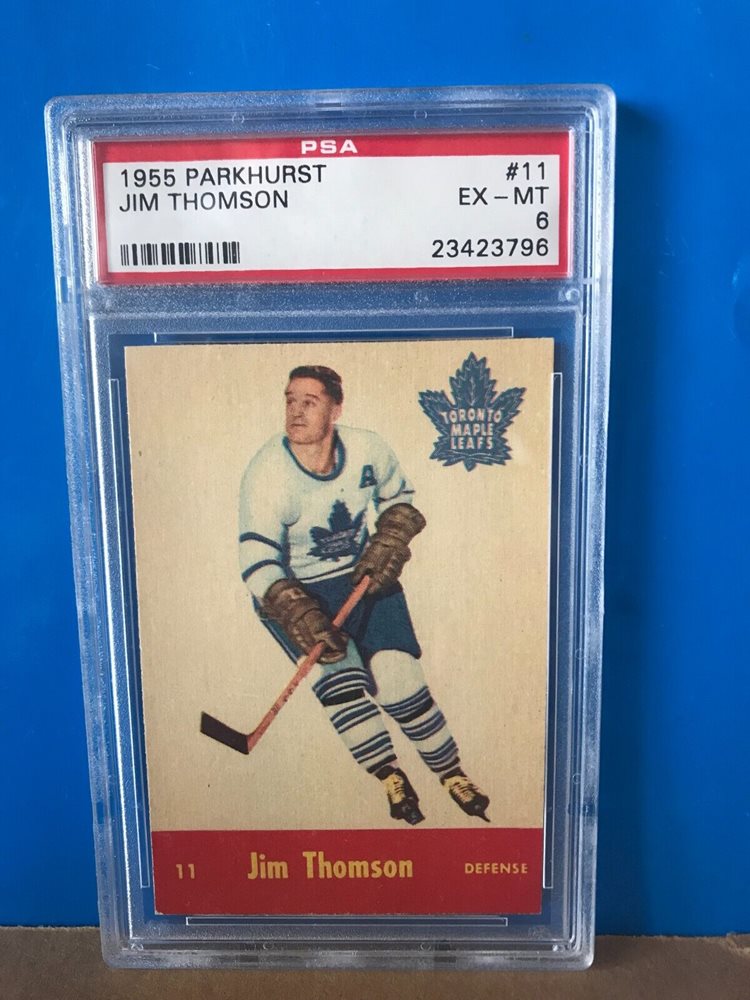 PSA
1955 PARKHURST #11
JIM THOMSON EX – MT
6
23423796
TORONTO
MAPLE
LEAFS
A
11 Jim Thomson DEFENSE